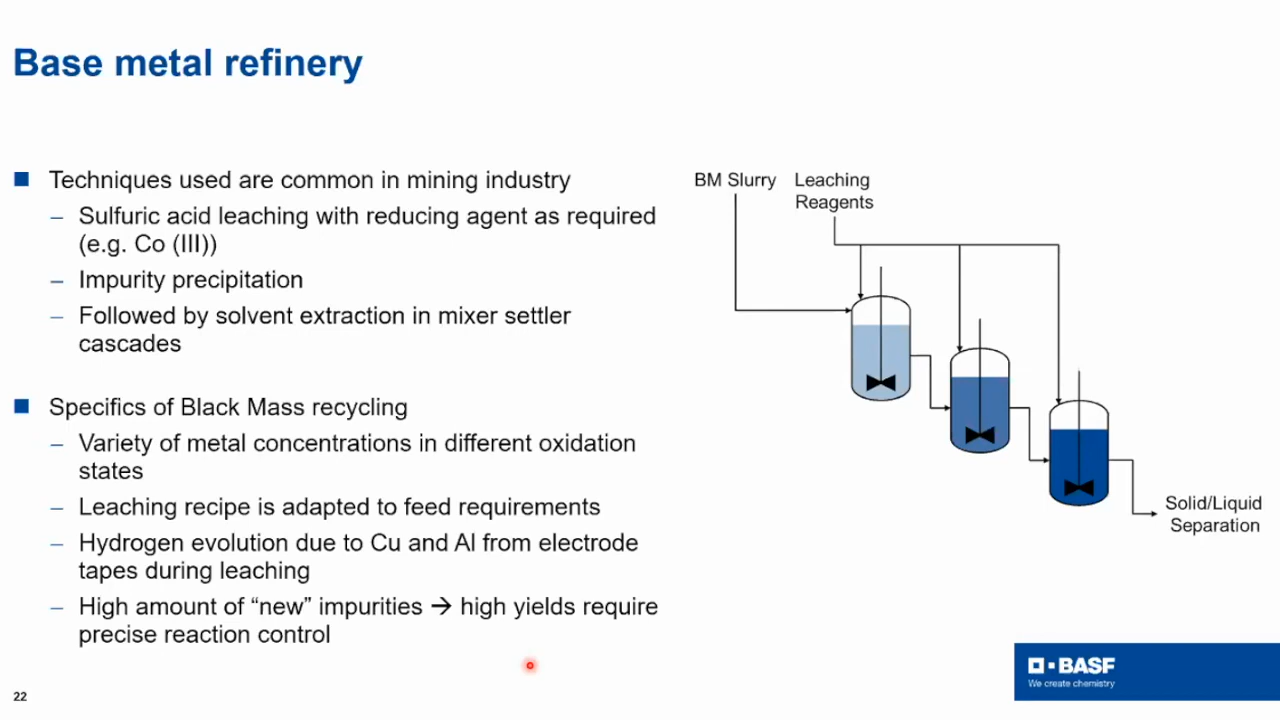 Base metal refinery
■ Techniques used are common in mining industry
– Sulfuric acid leaching with reducing agent as required
(e.g. Co (III))
– Impurity precipitation
– Followed by solvent extraction in mixer settler
cascades
■ Specifics of Black Mass recycling
– Variety of metal concentrations in different oxidation
states
– Leaching recipe is adapted to feed requirements
– Hydrogen evolution due to Cu and Al from electrode
tapes during leaching
– High amount of “new” impurities → high yields require
precise reaction control
BM Slurry
Leaching
Reagents
Solid/Liquid
Separation
22
BASF
We create chemistry